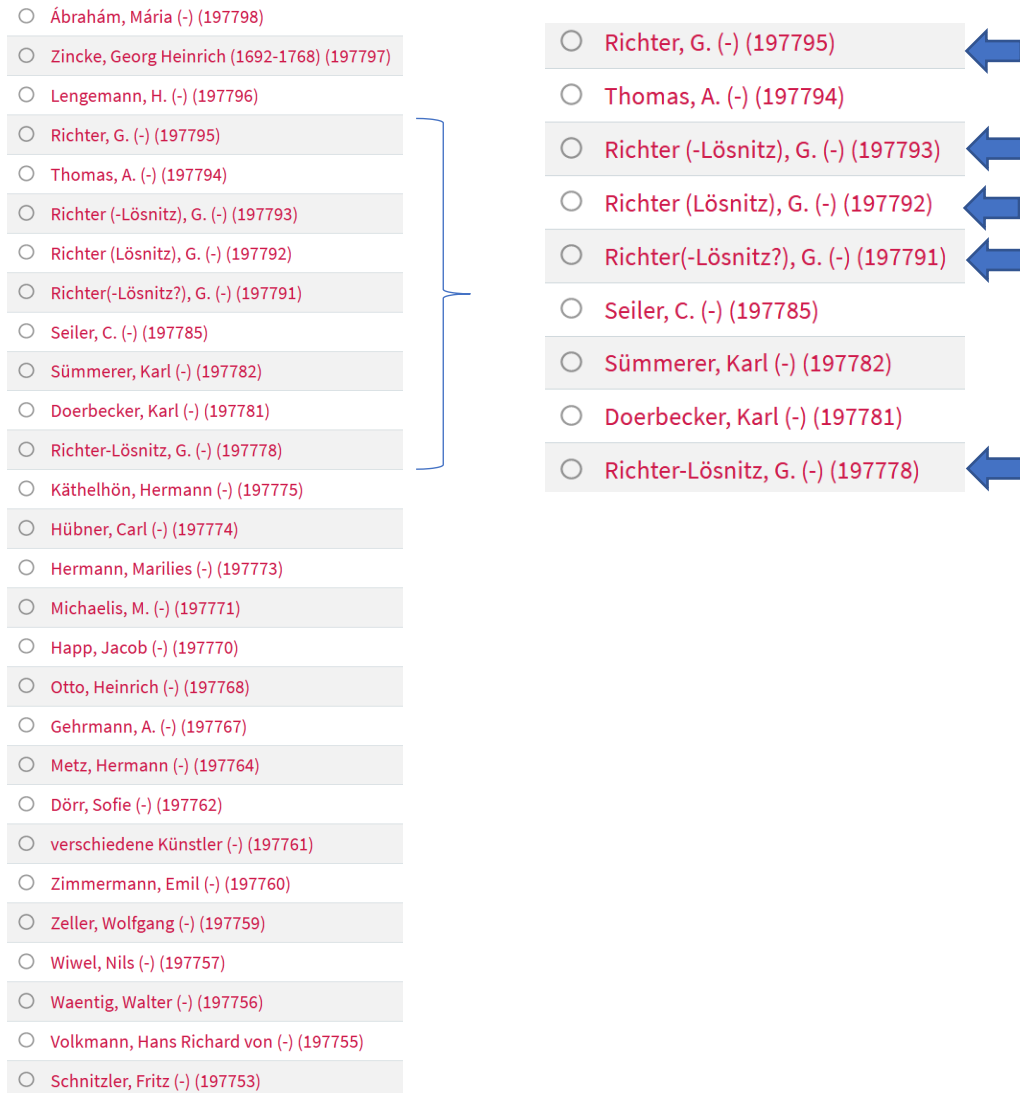 Ábrahám, Mária (-) (197798)
Zincke, Georg Heinrich (1692-1768) (197797)
Lengemann, H. (-) (197796)
Richter, G. (-) (197795)
Thomas, A. (-) (197794)
Richter (-Lösnitz), G. (-) (197793)
Richter (Lösnitz), G. (-) (197792)
Richter(-Lösnitz?), G. (-) (197791)
Seiler, C. (-) (197785)
Sümmerer, Karl (-) (197782)
Doerbecker, Karl (-) (197781)
Richter-Lösnitz, G. (-) (197778)
Käthelhön, Hermann (-) (197775)
Hübner, Carl (-) (197774)
Hermann, Marilies (-) (197773)
Michaelis, M. (-) (197771)
Happ, Jacob (-) (197770)
Otto, Heinrich (-) (197768)
Gehrmann, A. (-) (197767)
Metz, Hermann (-) (197764)
Dörr, Sofie (-) (197762)
verschiedene Künstler (-) (197761)
Zimmermann, Emil (-) (197760)
Zeller, Wolfgang (-) (197759)
Wiwel, Nils (-) (197757)
Waentig, Walter (-) (197756)
Volkmann, Hans Richard von (-) (197755)
Schnitzler, Fritz (-) (197753)
Richter, G. (-) (197795)
Thomas, A. (-) (197794)
Richter (-Lösnitz), G. (-) (197793)
Richter (Lösnitz), G. (-) (197792)
Richter(-Lösnitz?), G. (-) (197791)
Seiler, C. (-) (197785)
Sümmerer, Karl (-) (197782)
Doerbecker, Karl (-) (197781)
Richter-Lösnitz, G. (-) (197778)